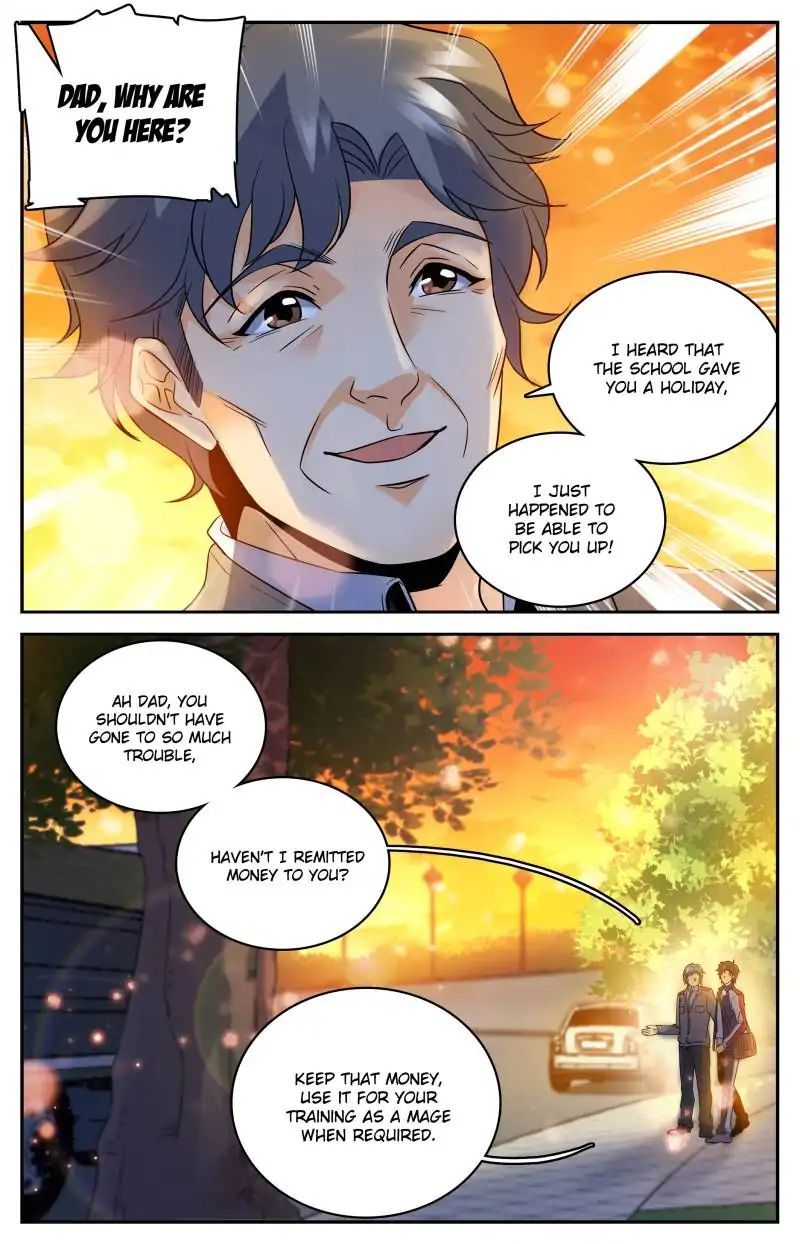 DAD, WHY ARE
YOU HERE?
I HEARD THAT
THE SCHOOL GAVE
YOU A HOLIDAY,
I JUST
HAPPENED TO
BE ABLE TO
PICK YOU UP!
AH DAD, YOU
SHOULDN'T HAVE
GONE TO SO MUCH
TROUBLE,
HAVEN'T I REMITTED
MONEY TO YOU?
KEEP THAT MONEY,
USE IT FOR YOUR
TRAINING AS A MAGE
WHEN REQUIRED.